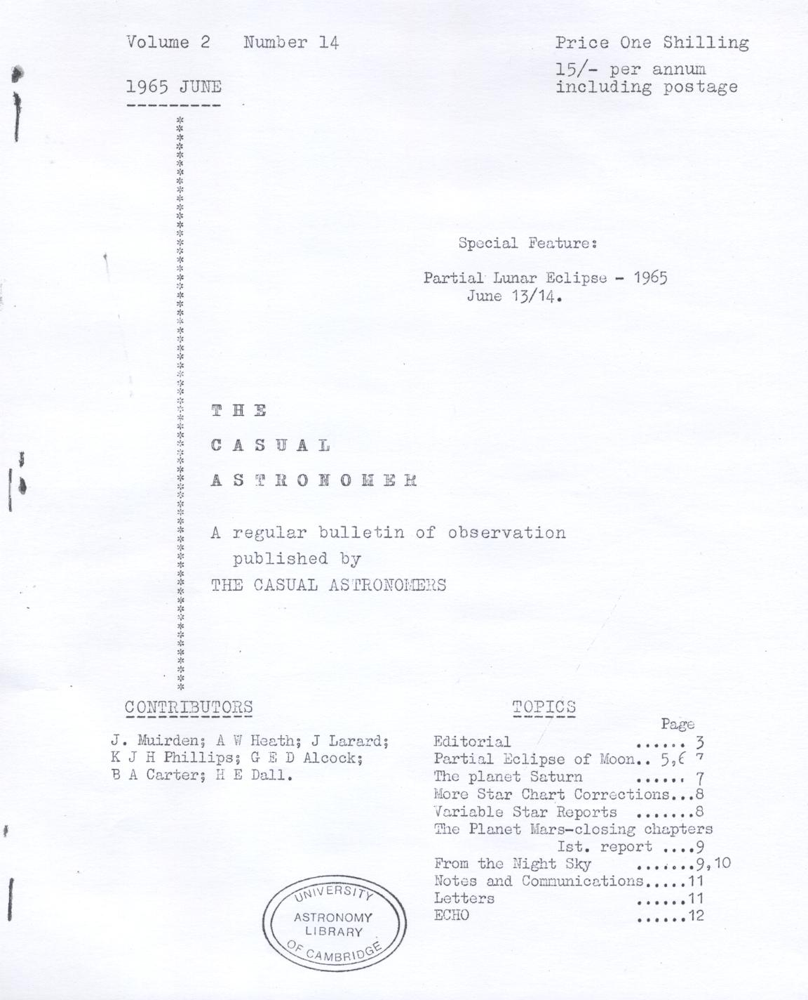 Volume 2 Number 14
Price One Shilling
15/- per annum
including postage
1965 JUNE
Special Feature:
Partial Lunar Eclipse - 1965
June 13/14.
THE
CASUAL
ASTRONOMER
A regular bulletin of observation
published by
THE CASUAL ASTRONOMERS
CONTRIBUTORS
J. Muirden; A W Heath; J Larard;
K J H Phillips; G E D Alcock;
B A Carter; H E Dall.
TOPICS
Page
Editorial ...... 3
Partial Eclipse of Moon.. 5,6 7
The planet Saturn ...... 7
More Star Chart Corrections...8
Variable Star Reports .......8
The Planet Mars-closing chapters
Ist. report ....9
From the Night Sky .......9,10
Notes and Communications.....11
Letters ......11
ECHO ......12
UNIVERSITY
ASTRONOMY
LIBRARY
OF CAMBRIDGE